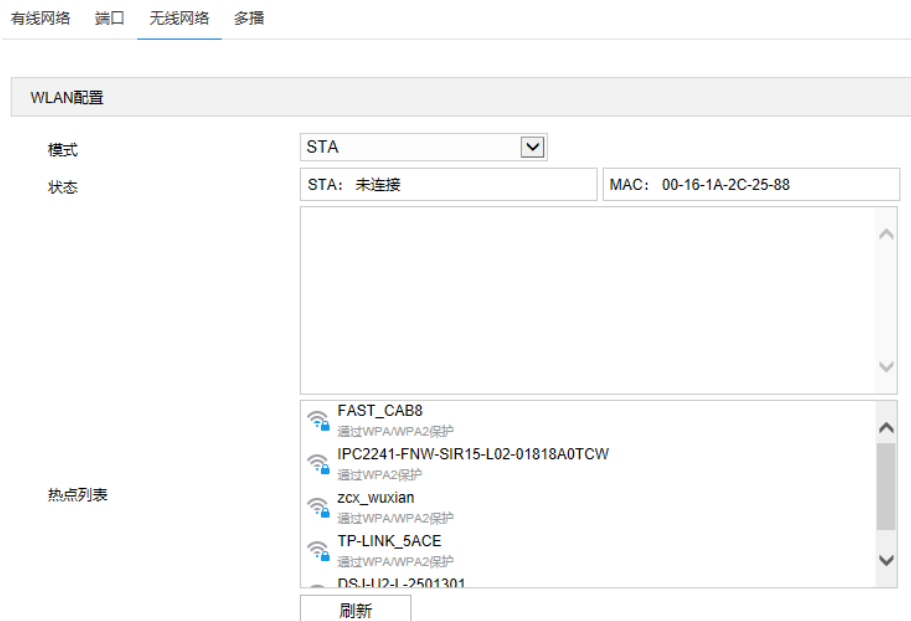 有线网络 端口 无线网络 多播
WLAN配置
模式 STA
状态 STA： 未连接 MAC： 00-16-1A-2C-25-88
FAST_CAB8
通过WPA/WPA2保护
IPC2241-FNW-SIR15-L02-01818A0TCW
通过WPA2保护
热点列表
zcx_wuxian
通过WPA/WPA2保护
TP-LINK_5ACE
通过WPA/WPA2保护
DSJ-U2-L-2501301
刷新